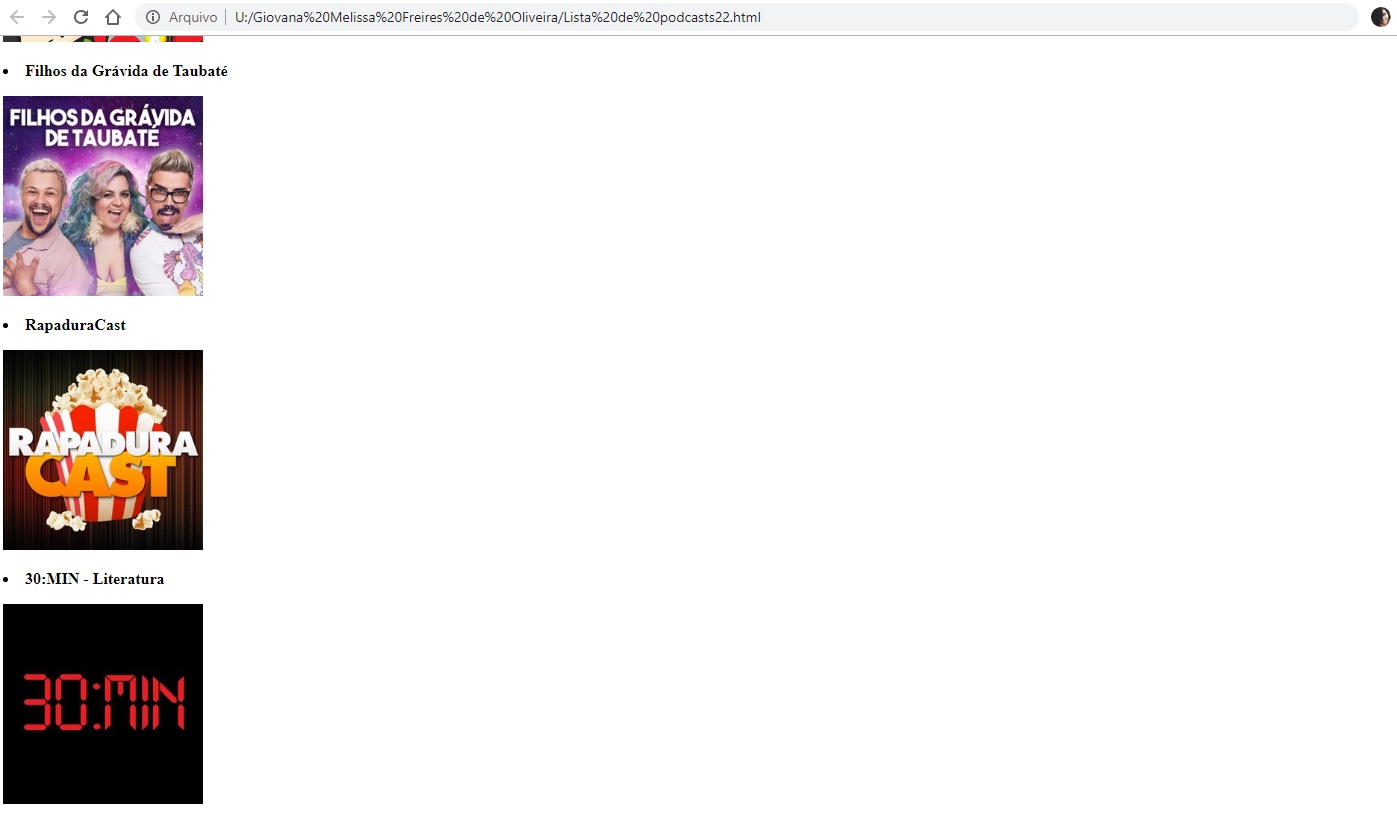 Arquivo | U:/Giovana%20Melissa%20Freires%20de%20Oliveira/Lista%20de%20podcasts22.html
• Filhos da Grávida de Taubaté
FILHOS DA GRÁVIDA
DE TAUBATÉ
• RapaduraCast
RAPADURA
CAST
• 30:MIN - Literatura
30:MIN